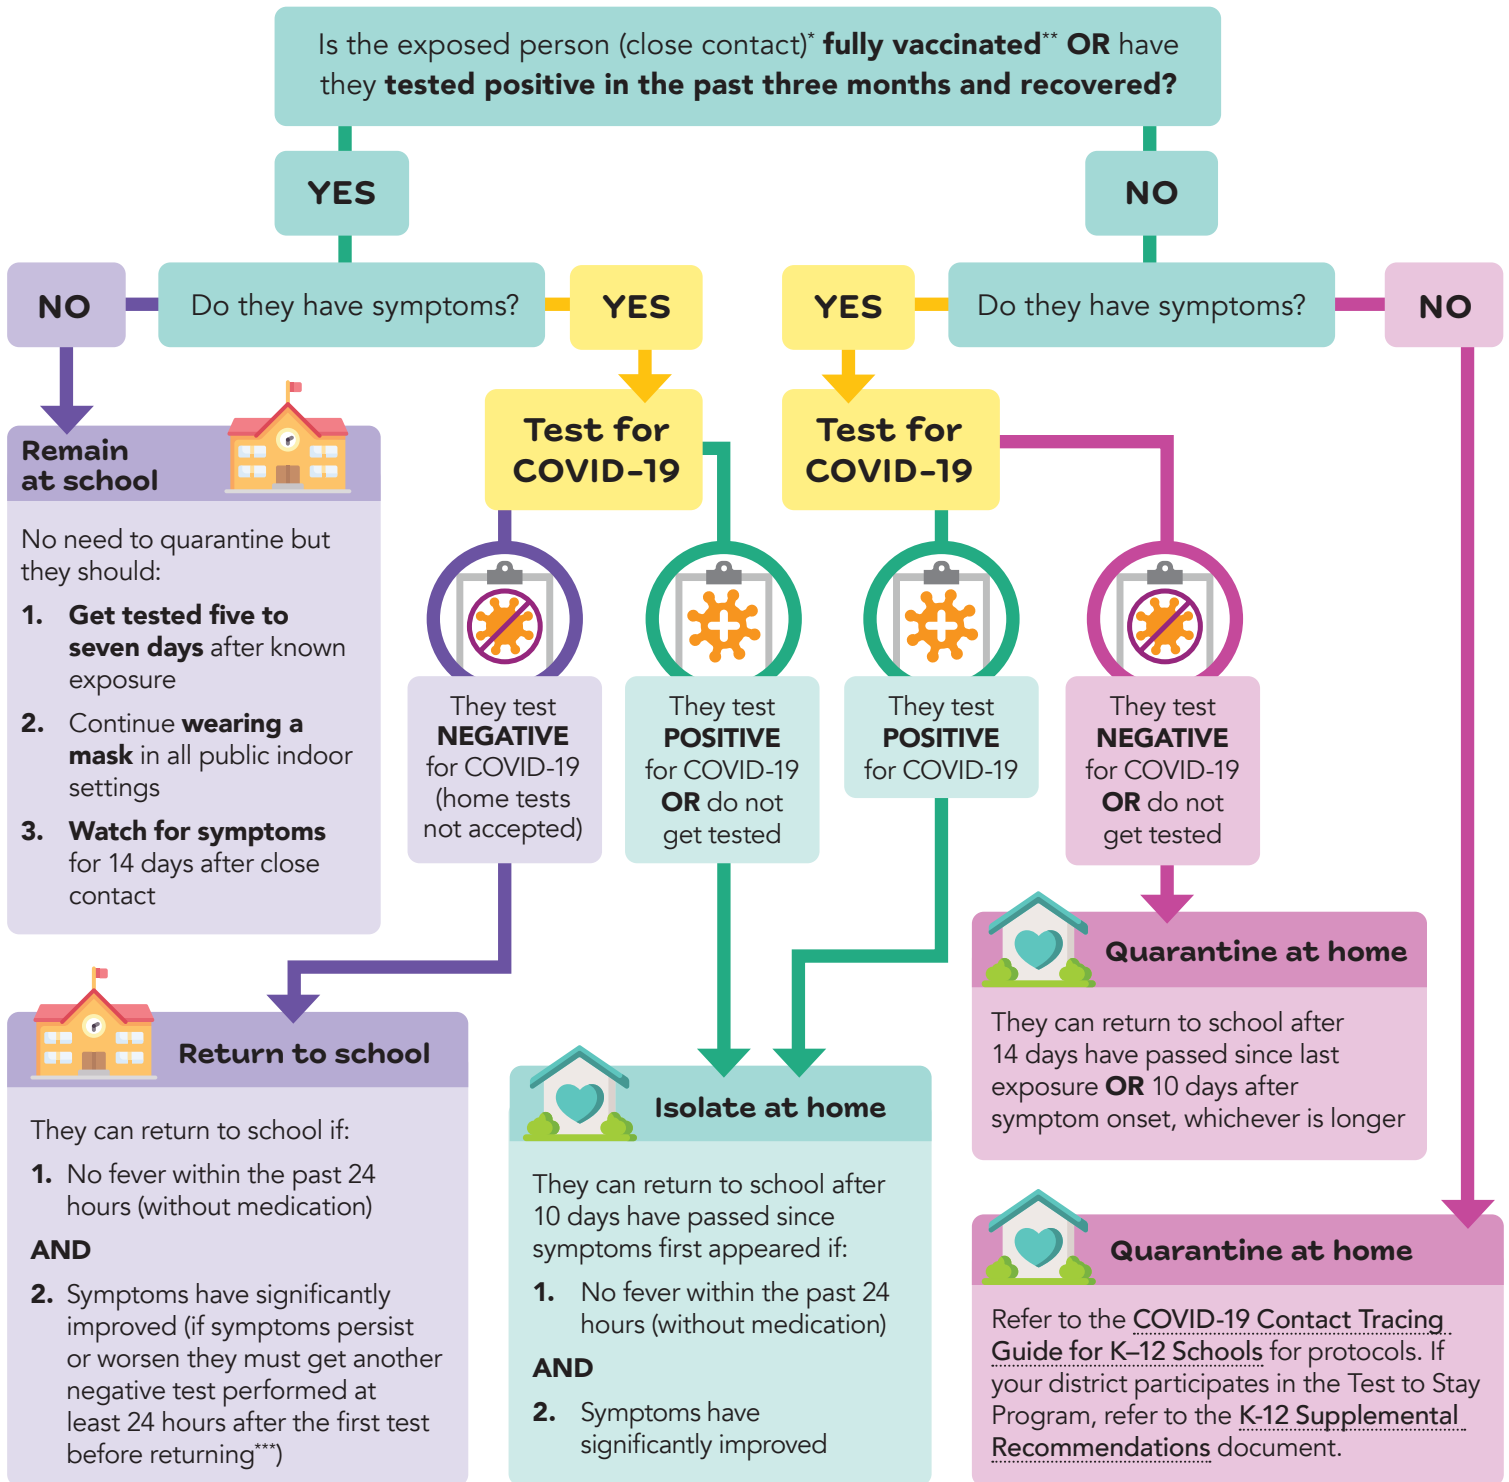 Is the exposed person (close contact)* fully vaccinated** OR have
they tested positive in the past three months and recovered?
YES
NO
NO
Do they have symptoms?
YES
YES
Do they have symptoms?
NO
Remain
at school
No need to quarantine but
they should:
1. Get tested five to
seven days after known
exposure
2. Continue wearing a
mask in all public indoor
settings
3. Watch for symptoms
for 14 days after close
contact
Test for
COVID-19
Test for
COVID-19
They test
NEGATIVE
for COVID-19
(home tests
not accepted)
They test
POSITIVE
for COVID-19
OR do not
get tested
They test
POSITIVE
for COVID-19
They test
NEGATIVE
for COVID-19
OR do not
get tested
Return to school
They can return to school if:
1. No fever within the past 24
hours (without medication)
AND
2. Symptoms have significantly
improved (if symptoms persist
or worsen they must get another
negative test performed at
least 24 hours after the first test
before returning***)
Isolate at home
They can return to school after
10 days have passed since
symptoms first appeared if:
1. No fever within the past 24
hours (without medication)
AND
2. Symptoms have
significantly improved
Quarantine at home
They can return to school after
14 days have passed since last
exposure OR 10 days after
symptom onset, whichever is longer
Quarantine at home
Refer to the COVID-19 Contact Tracing
Guide for K–12 Schools for protocols. If
your district participates in the Test to Stay
Program, refer to the K-12 Supplemental
Recommendations document.